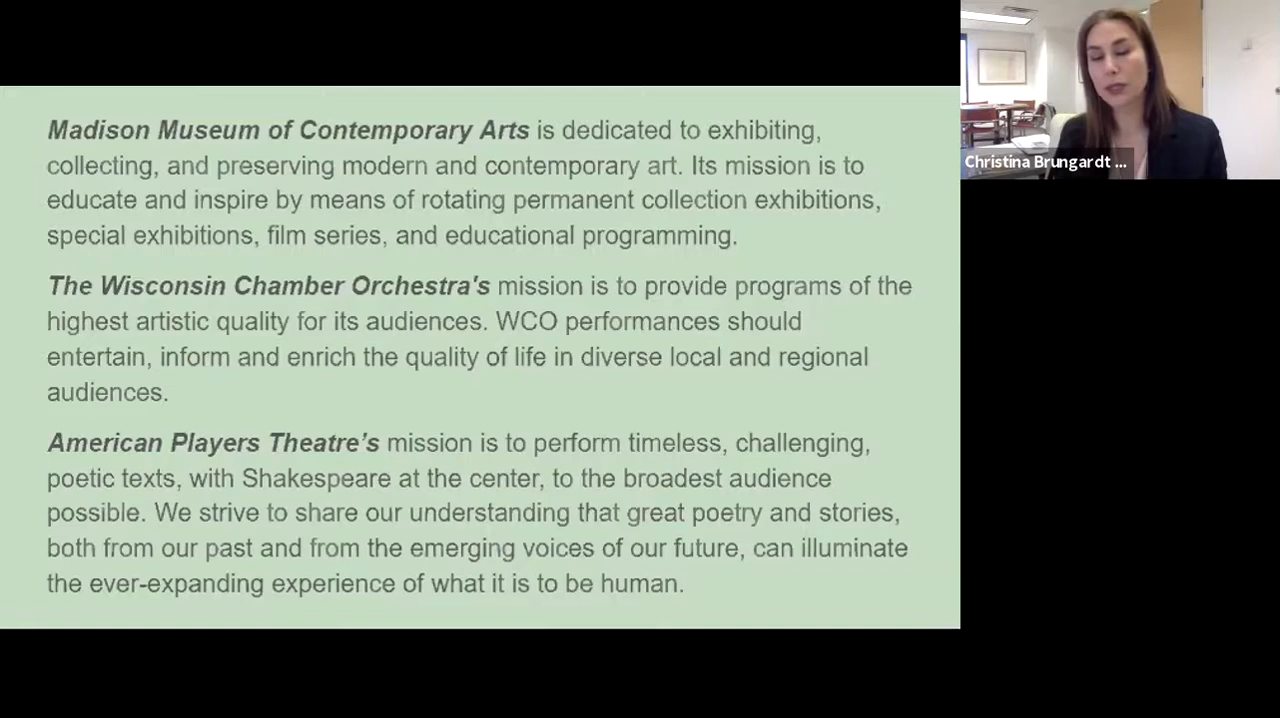 Madison Museum of Contemporary Arts is dedicated to exhibiting,
collecting, and preserving modern and contemporary art. Its mission is to
educate and inspire by means of rotating permanent collection exhibitions,
special exhibitions, film series, and educational programming.
The Wisconsin Chamber Orchestra's mission is to provide programs of the
highest artistic quality for its audiences. WCO performances should
entertain, inform and enrich the quality of life in diverse local and regional
audiences.
American Players Theatre’s mission is to perform timeless, challenging,
poetic texts, with Shakespeare at the center, to the broadest audience
possible. We strive to share our understanding that great poetry and stories,
both from our past and from the emerging voices of our future, can illuminate
the ever-expanding experience of what it is to be human.
Christina Brungardt ...